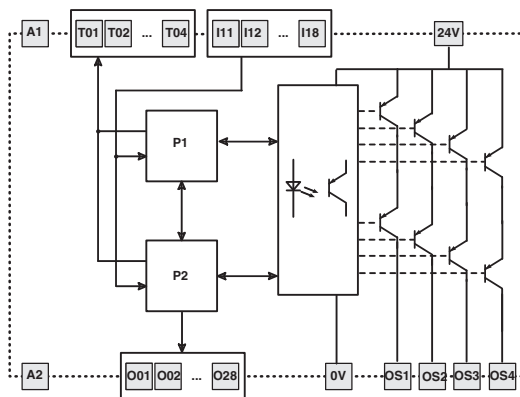 A1 T01 T02 ... T04 I11 I12 ... I18 24V
P1
P2
A2 O01 O02 ... O28 0V OS1 OS2 OS3 OS4